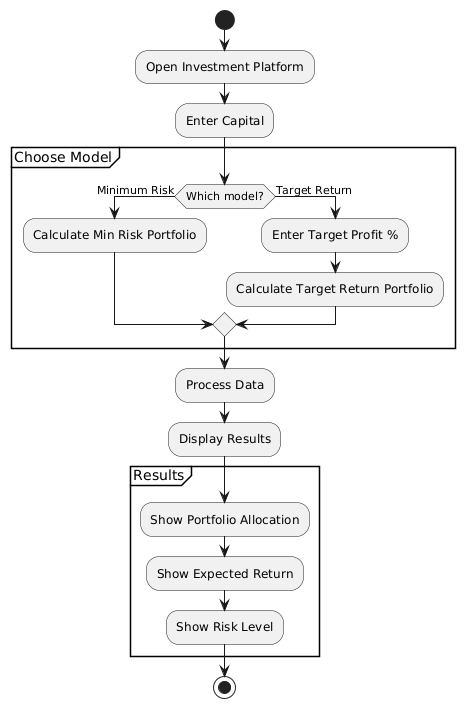 Open Investment Platform
Enter Capital
Choose Model
Minimum Risk
Which model?
Target Return
Calculate Min Risk Portfolio
Enter Target Profit %
Calculate Target Return Portfolio
Process Data
Display Results
Results
Show Portfolio Allocation
Show Expected Return
Show Risk Level